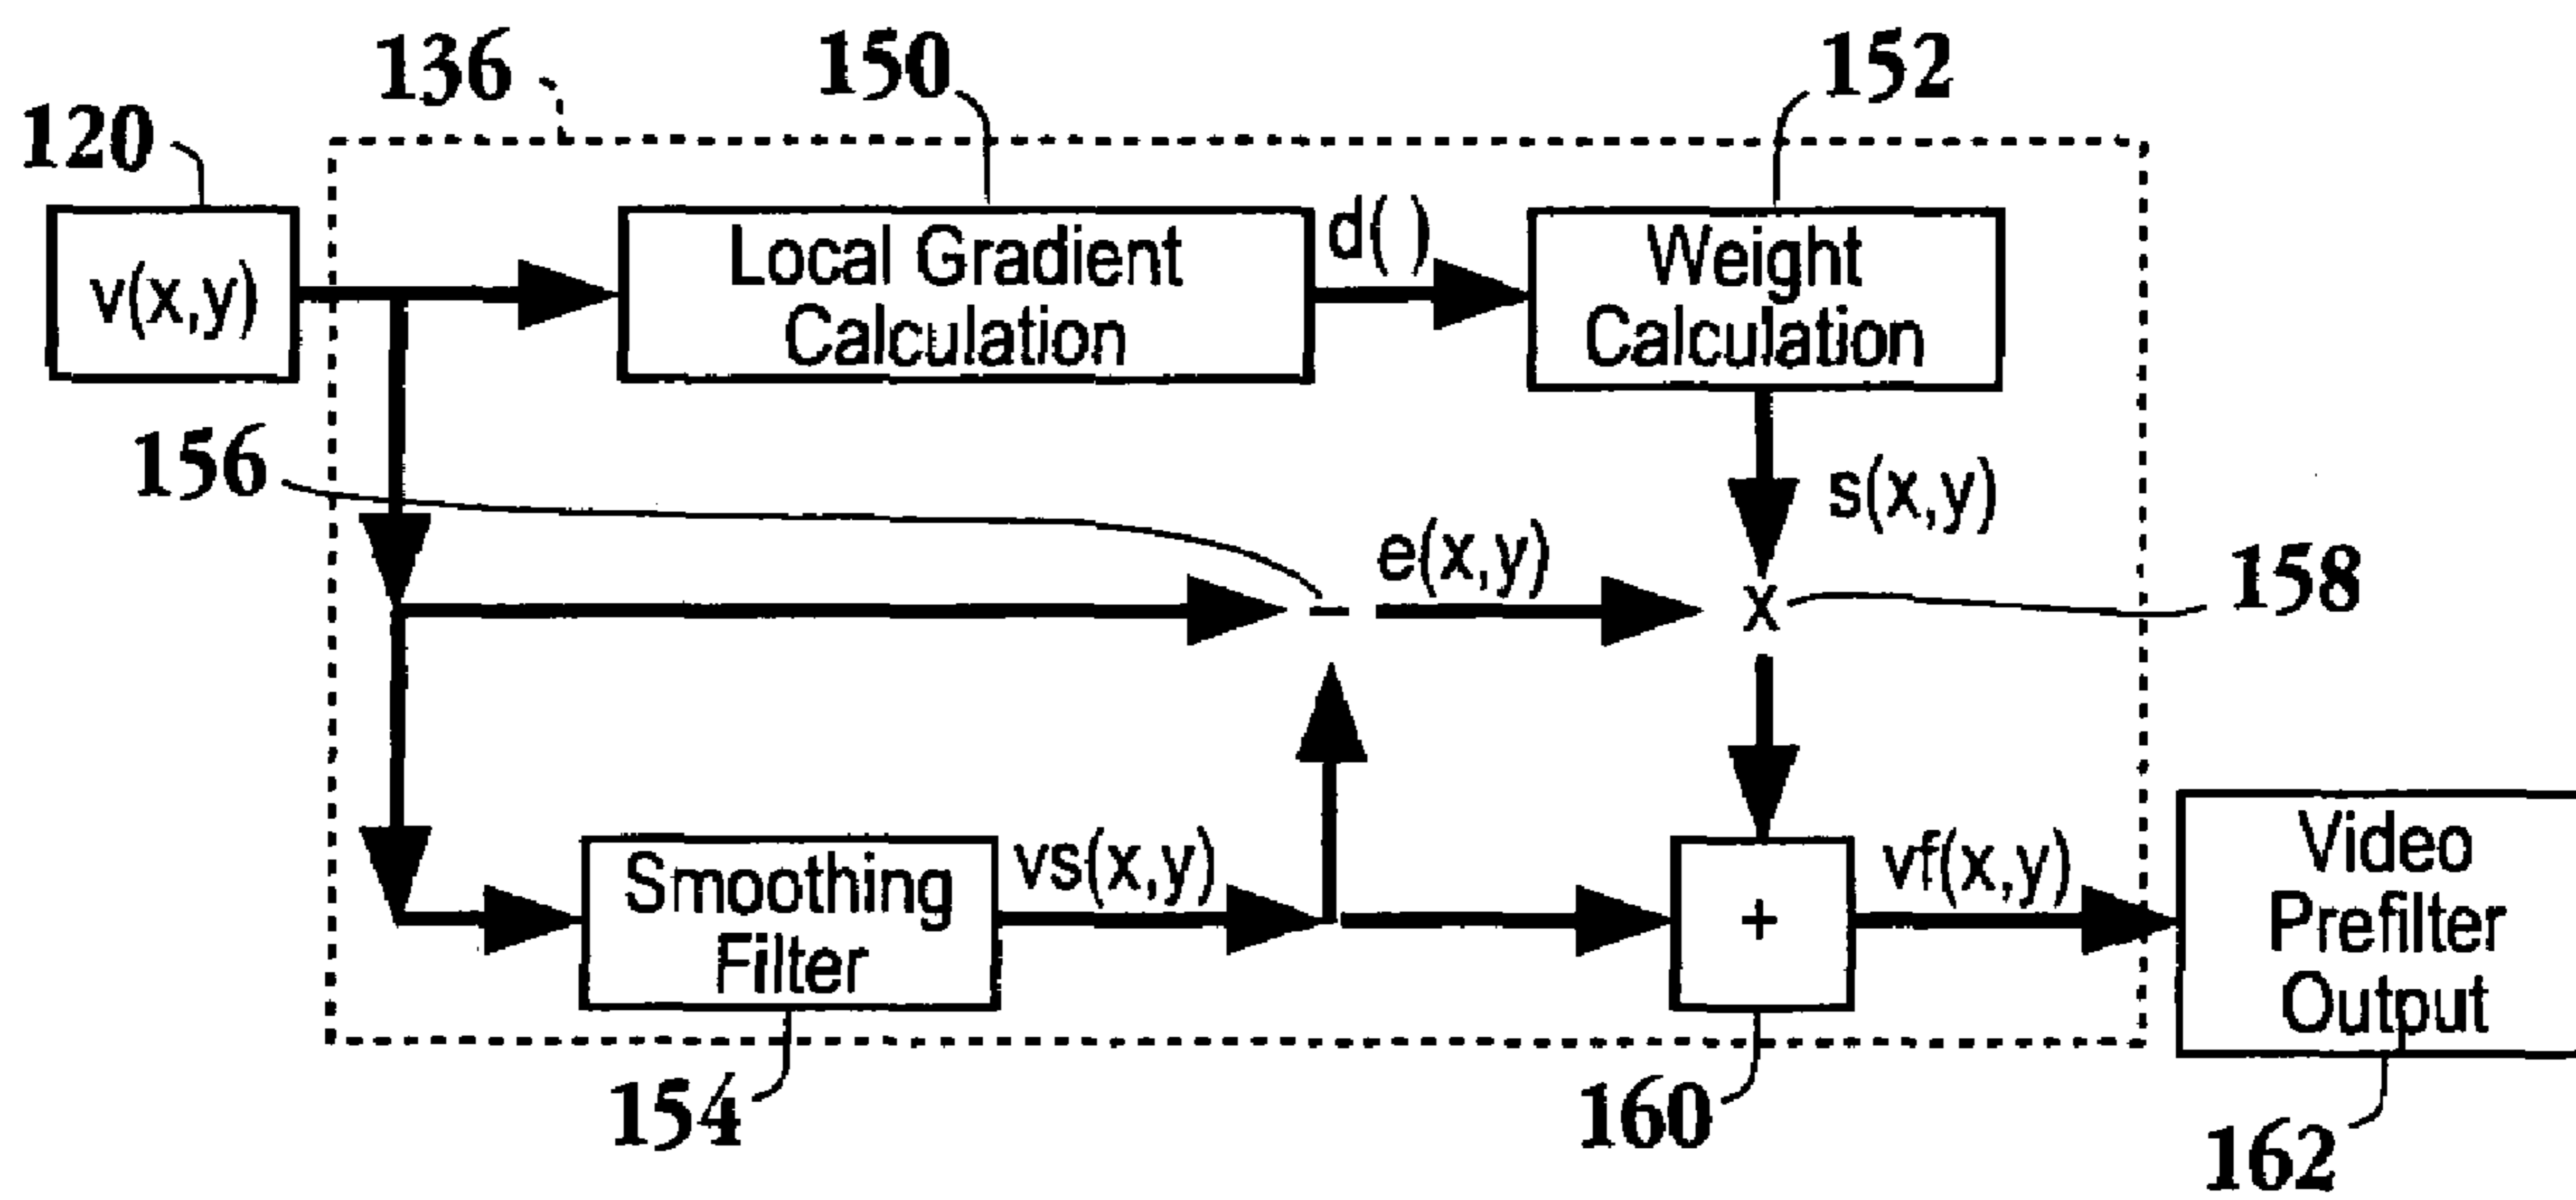 136
150
152
120
v(x,y)
Local Gradient
Calculation
d( )
Weight
Calculation
156
s(x,y)
e(x,y)
-
x
158
Smoothing
Filter
vs(x,y)
+
vf(x,y)
Video
Prefilter
Output
154
160
162